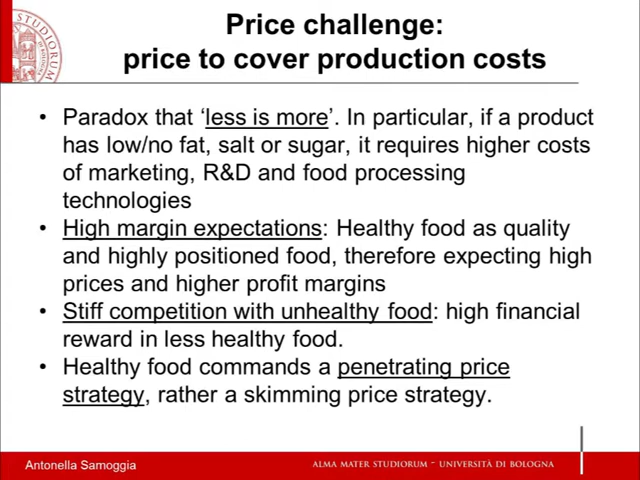 Price challenge:
price to cover production costs
• Paradox that ‘less is more’. In particular, if a product
has low/no fat, salt or sugar, it requires higher costs
of marketing, R&D and food processing
technologies
• High margin expectations: Healthy food as quality
and highly positioned food, therefore expecting high
prices and higher profit margins
• Stiff competition with unhealthy food: high financial
reward in less healthy food.
• Healthy food commands a penetrating price
strategy, rather a skimming price strategy.
Antonella Samoggia
ALMA MATER STUDIORUM - UNIVERSITÀ DI BOLOGNA